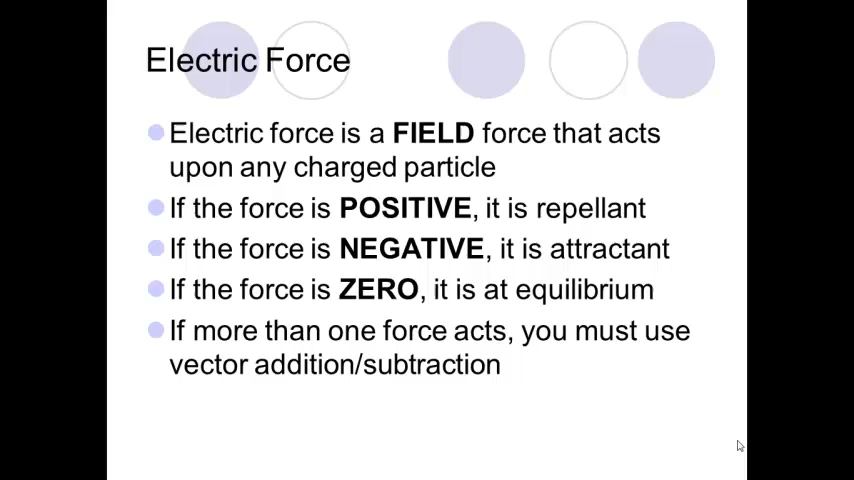 Electric Force
Electric force is a FIELD force that acts
upon any charged particle
If the force is POSITIVE, it is repellant
If the force is NEGATIVE, it is attractant
If the force is ZERO, it is at equilibrium
If more than one force acts, you must use
vector addition/subtraction